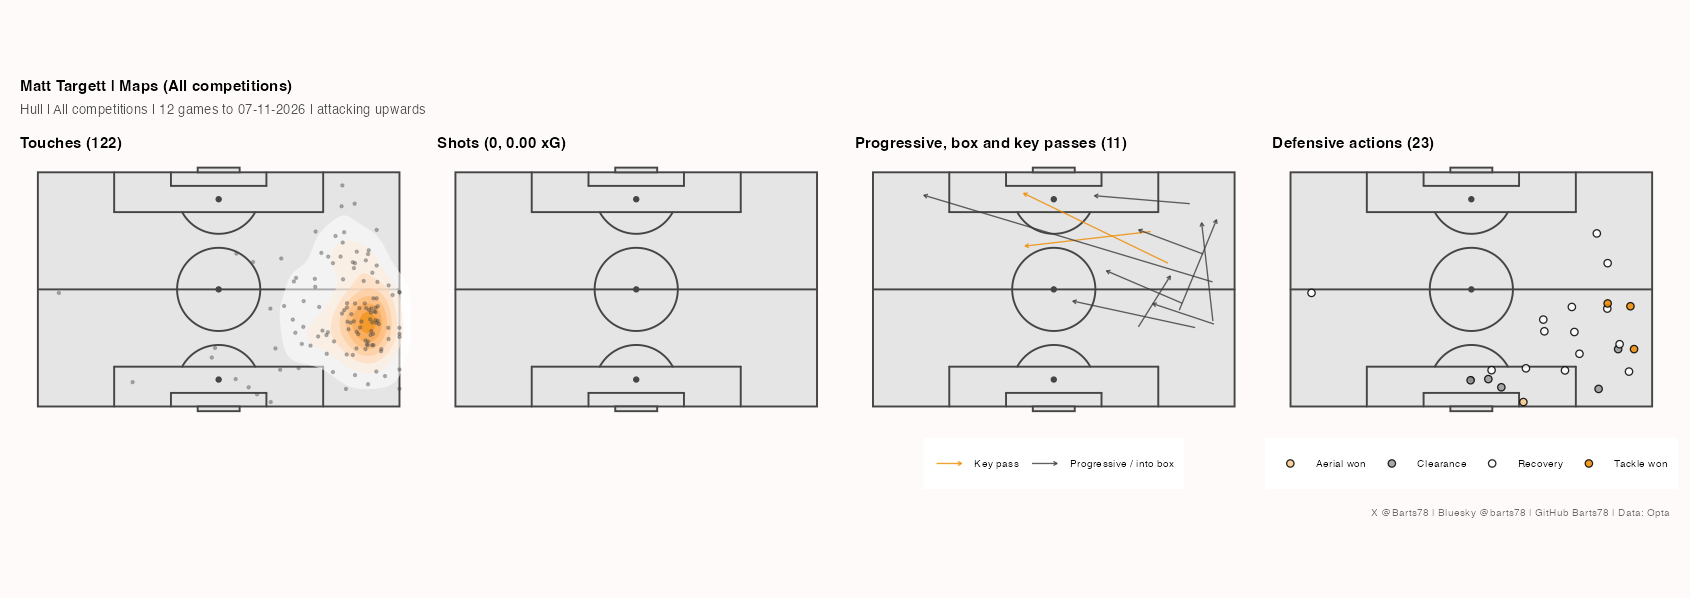 Matt Targett | Maps (All competitions)
Hull | All competitions | 12 games to 07-11-2026 | attacking upwards
Touches (122)
Shots (0, 0.00 xG)
Progressive, box and key passes (11)
Defensive actions (23)
Key pass
Progressive / into box
Aerial won
Clearance
Recovery
Tackle won
X @Barts78 | Bluesky @barts78 | GitHub Barts78 | Data: Opta